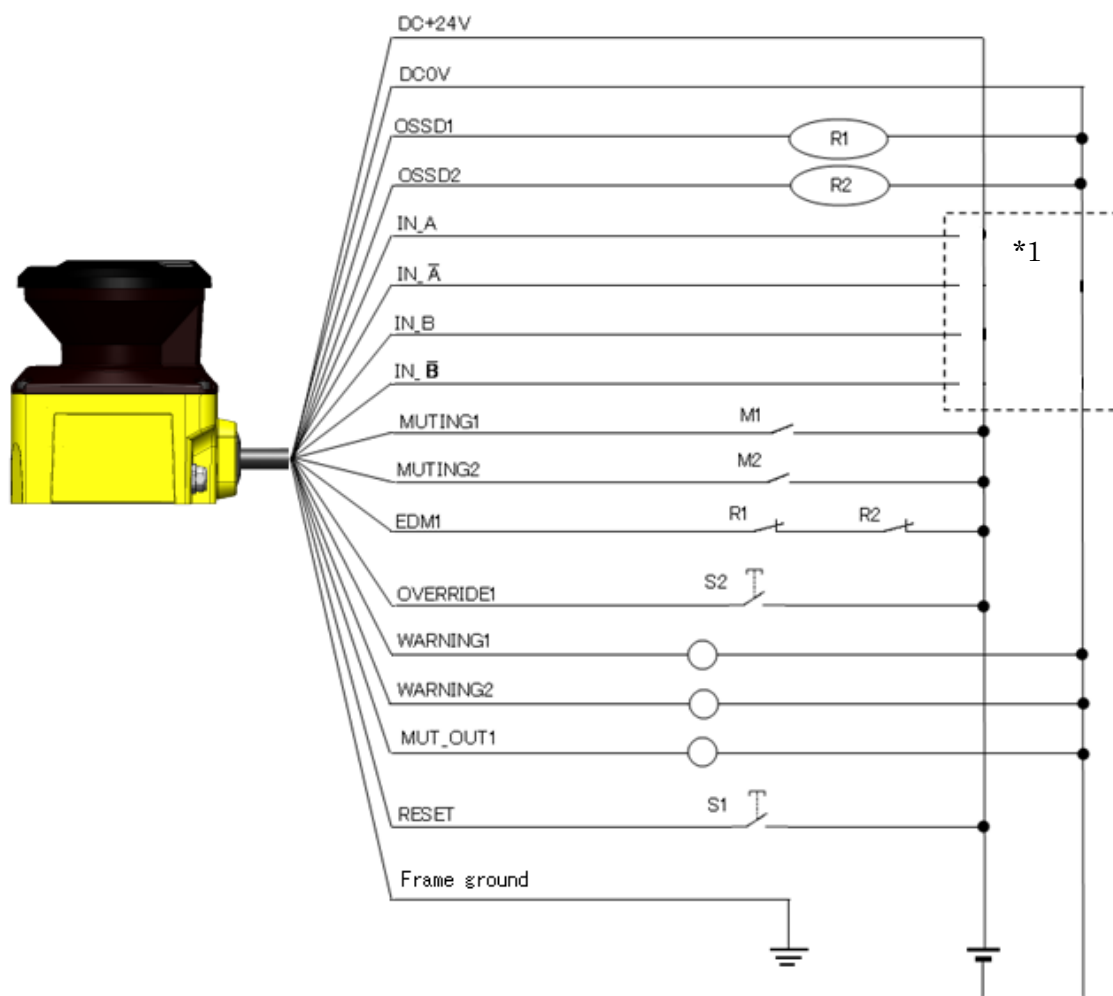 DC+24V
DC0V
OSSD1
R1
OSSD2
R2
IN_A
*1
IN_A̅
IN_B
IN_B̅
MUTING1
M1
MUTING2
M2
EDM1
R1
R2
OVERRIDE1
S2
WARNING1
WARNING2
MUT_OUT1
RESET
S1
Frame ground